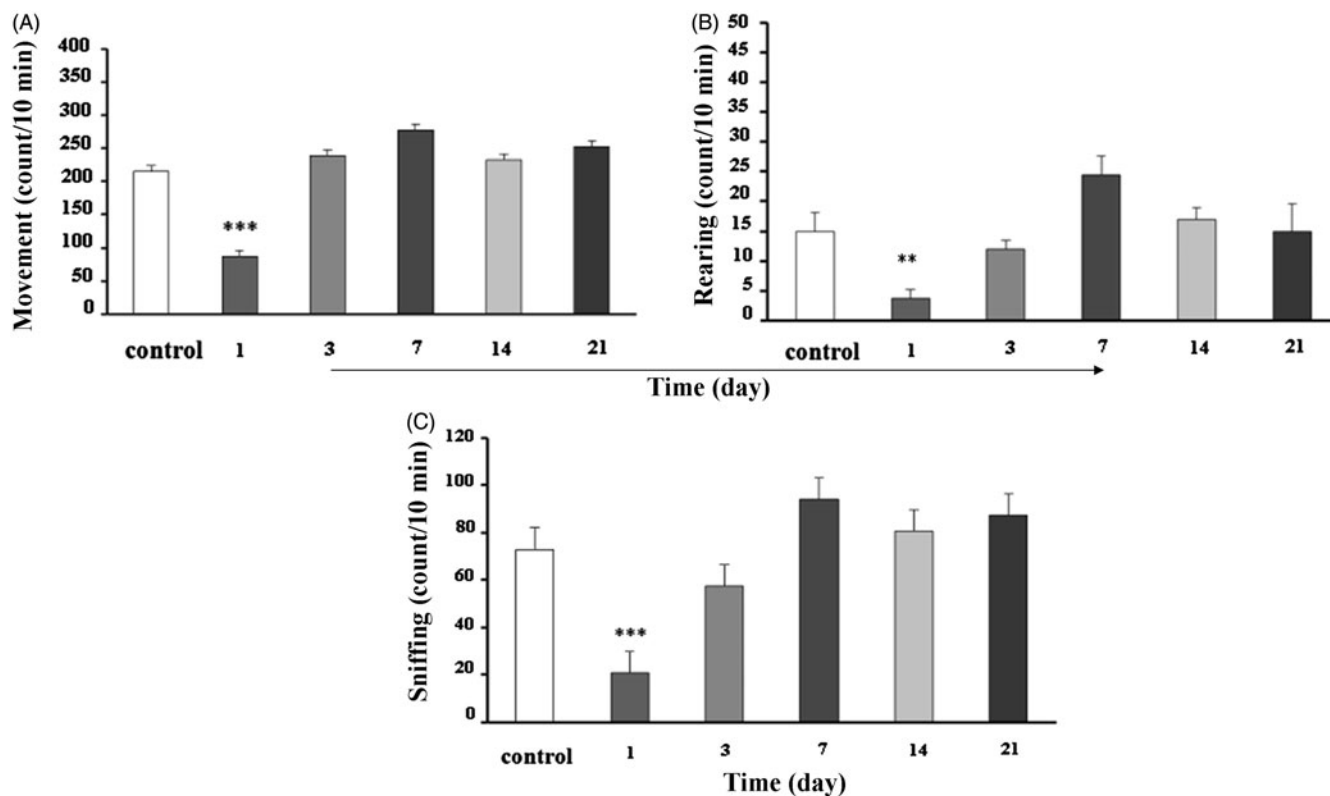 (A)
Movement (count/10 min)
400
350
300
250
200
150
100
50
0
***
control 1 3 7 14 21
(B)
Rearing (count/10 min)
50
45
40
35
30
25
20
15
10
5
0
**
control 1 3 7 14 21
Time (day)
(C)
Sniffing (count/10 min)
120
100
80
60
40
20
0
***
control 1 3 7 14 21
Time (day)